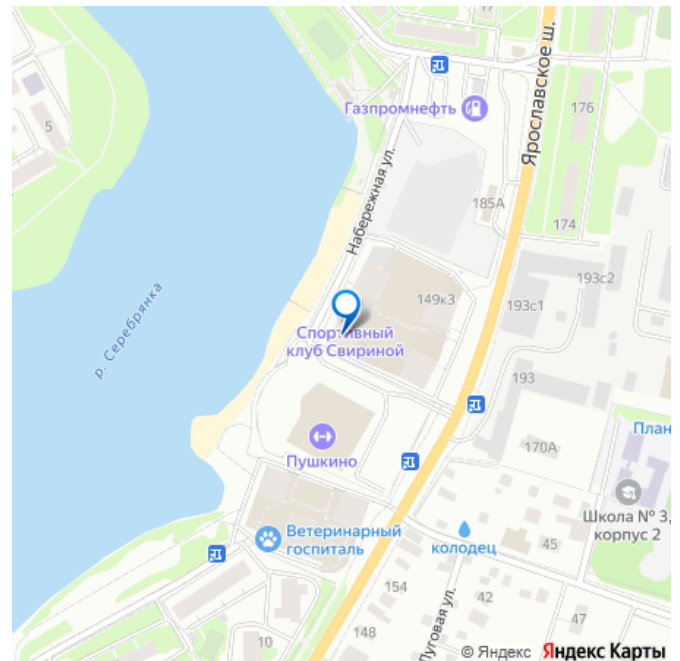 17
17
5
Газпромнефть
Ярославское ш.
176
Набережная ул.
185А
174
193с2
149к3
193с1
р. Серебрянка
Спортивный
клуб Свириной
193
План
170А
Пушкино
Школа № 3,
корпус 2
Ветеринарный
госпиталь
колодец
45
154
42
47
Луговая ул.
10
148
© Яндекс Яндекс Карты